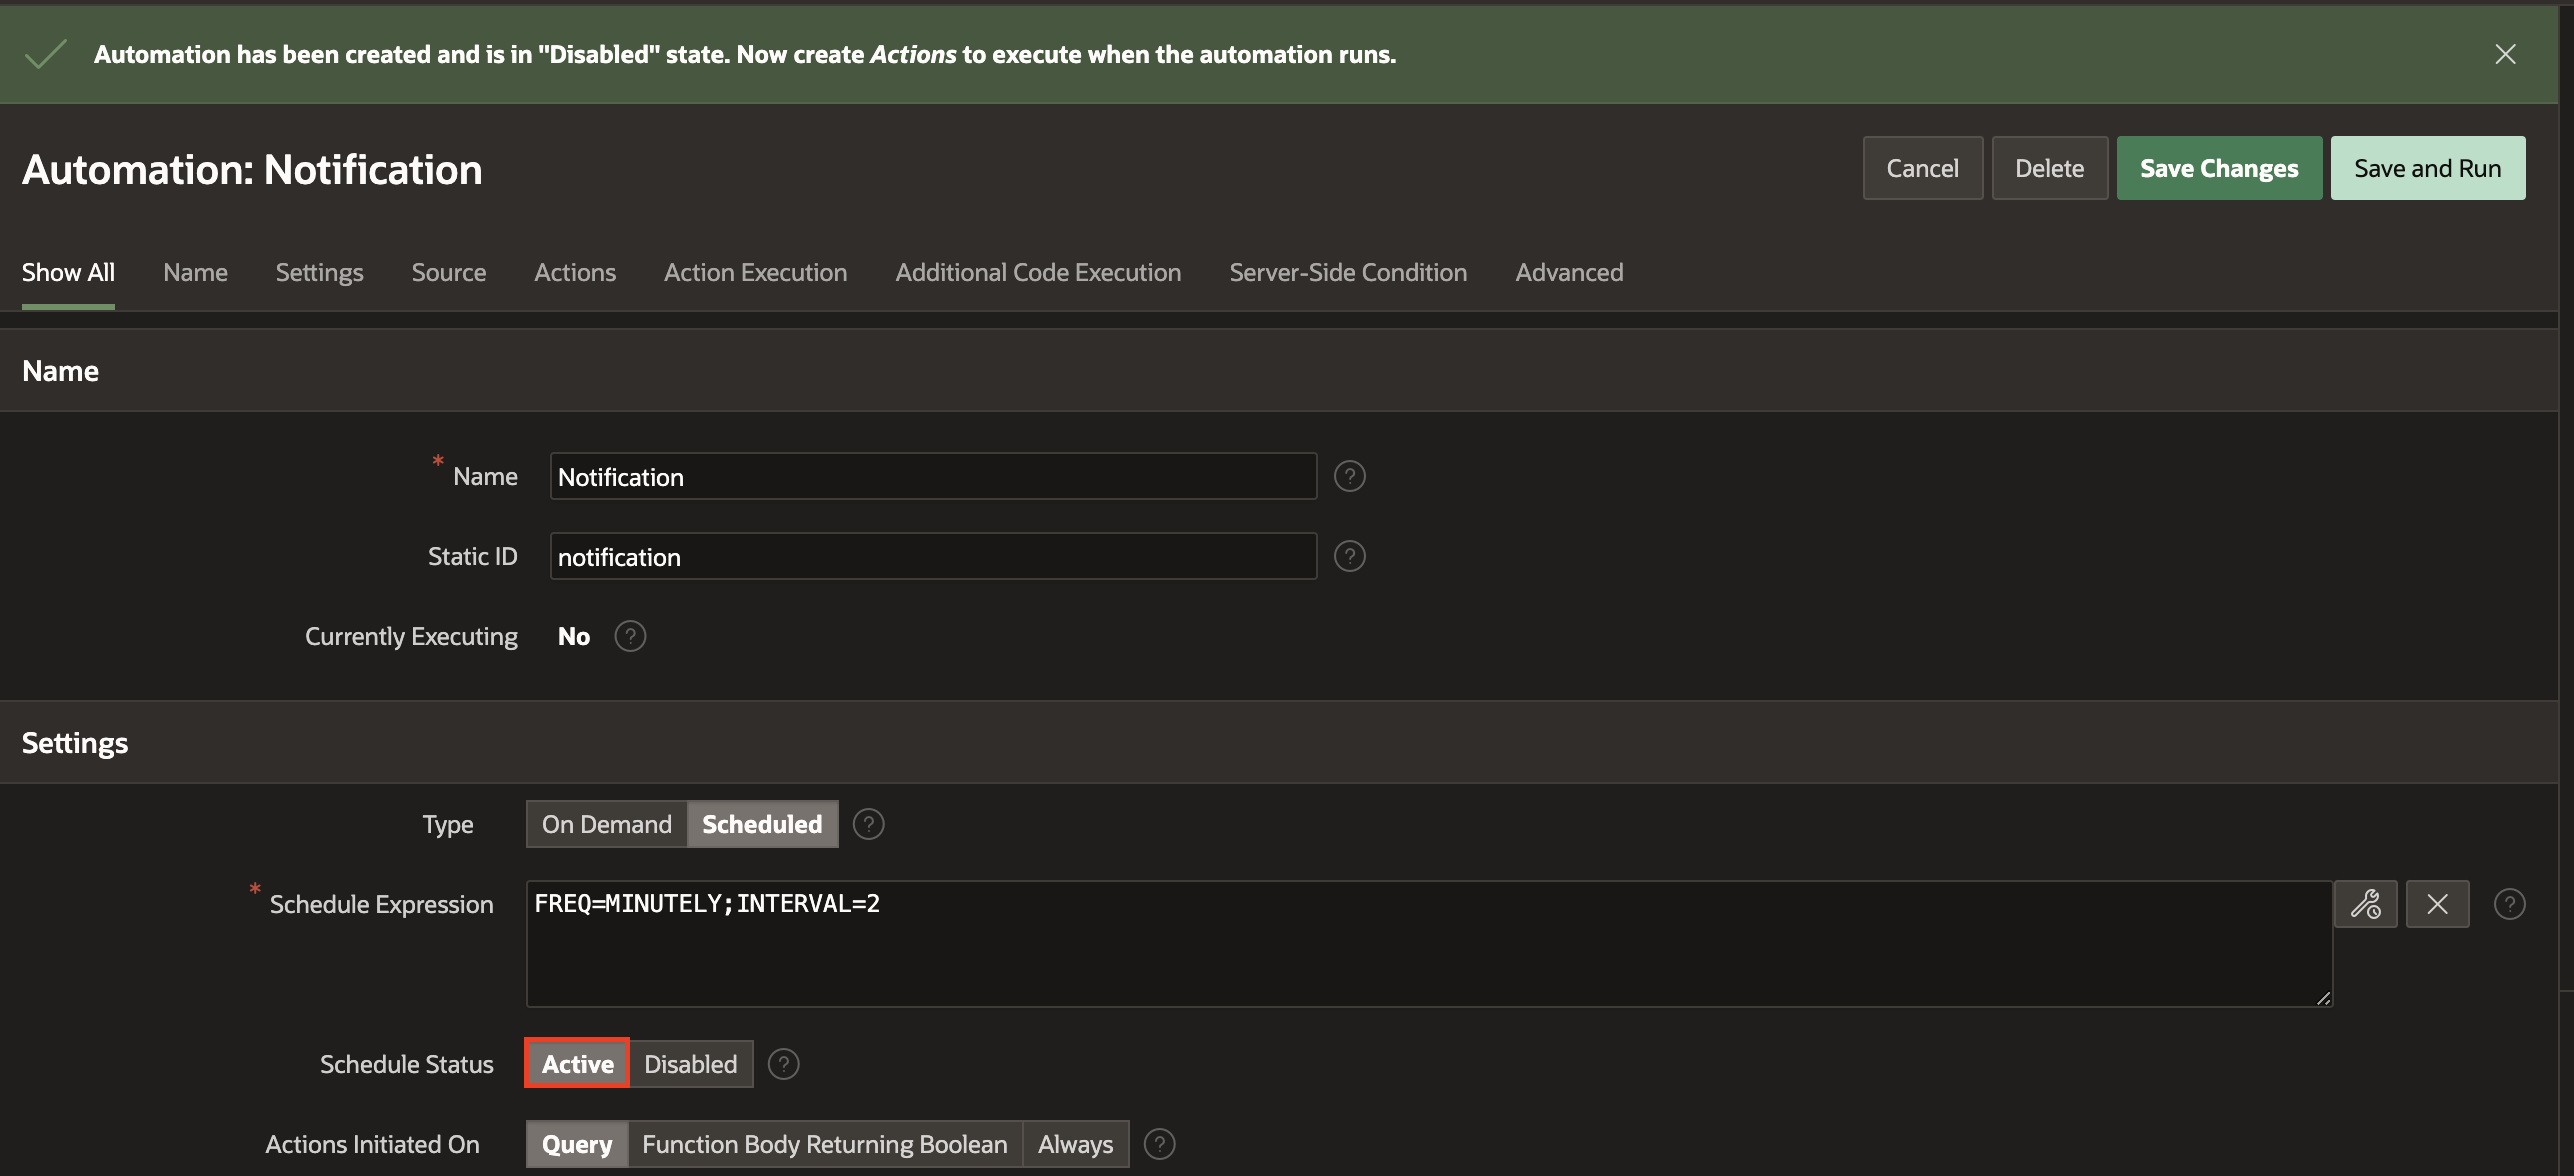 Automation has been created and is in "Disabled" state. Now create Actions to execute when the automation runs.
Automation: Notification
Cancel
Delete
Save Changes
Save and Run
Show All
Name
Settings
Source
Actions
Action Execution
Additional Code Execution
Server-Side Condition
Advanced
Name
* Name
Notification
?
Static ID
notification
?
Currently Executing
No
?
Settings
Type
On Demand
Scheduled
?
* Schedule Expression
FREQ=MINUTELY;INTERVAL=2
?
Schedule Status
Active
Disabled
?
Actions Initiated On
Query
Function Body Returning Boolean
Always
?